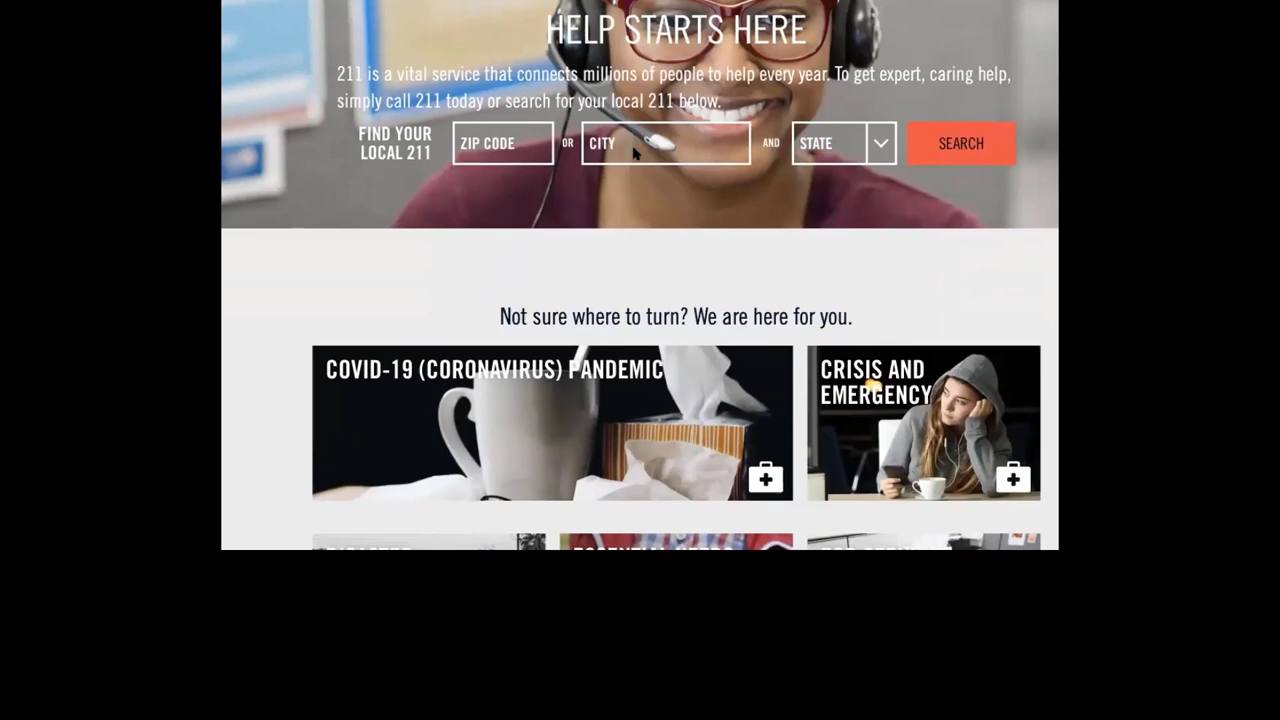 HELP STARTS HERE
211 is a vital service that connects millions of people to help every year. To get expert, caring help,
simply call 211 today or search for your local 211 below.
FIND YOUR
LOCAL 211
ZIP CODE
OR
CITY
AND
STATE
SEARCH
Not sure where to turn? We are here for you.
COVID-19 (CORONAVIRUS) PANDEMIC
CRISIS AND
EMERGENCY